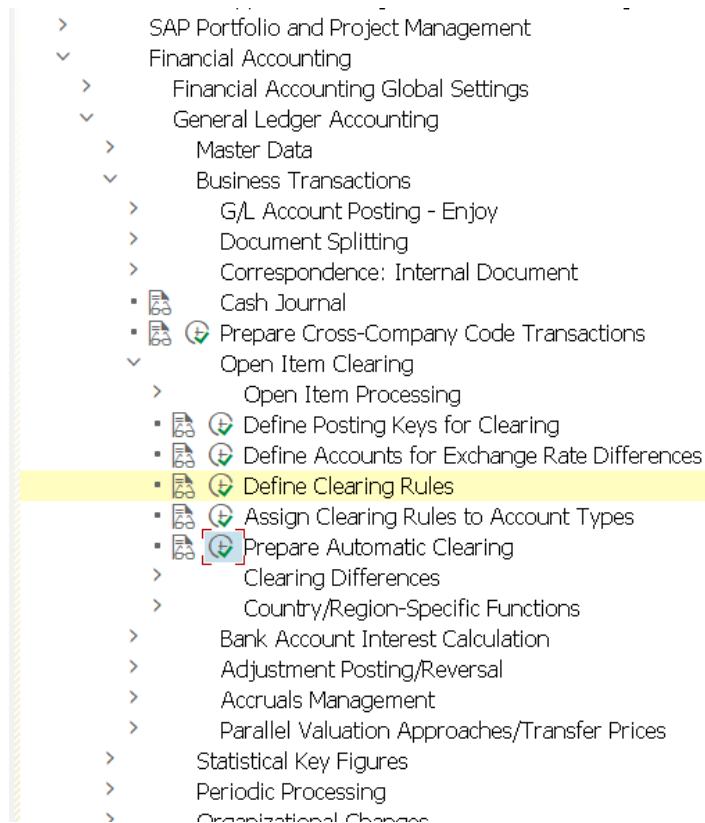 SAP Portfolio and Project Management
Financial Accounting
Financial Accounting Global Settings
General Ledger Accounting
Master Data
Business Transactions
G/L Account Posting - Enjoy
Document Splitting
Correspondence: Internal Document
Cash Journal
Prepare Cross-Company Code Transactions
Open Item Clearing
Open Item Processing
Define Posting Keys for Clearing
Define Accounts for Exchange Rate Differences
Define Clearing Rules
Assign Clearing Rules to Account Types
Prepare Automatic Clearing
Clearing Differences
Country/Region-Specific Functions
Bank Account Interest Calculation
Adjustment Posting/Reversal
Accruals Management
Parallel Valuation Approaches/Transfer Prices
Statistical Key Figures
Periodic Processing
Organizational Changes